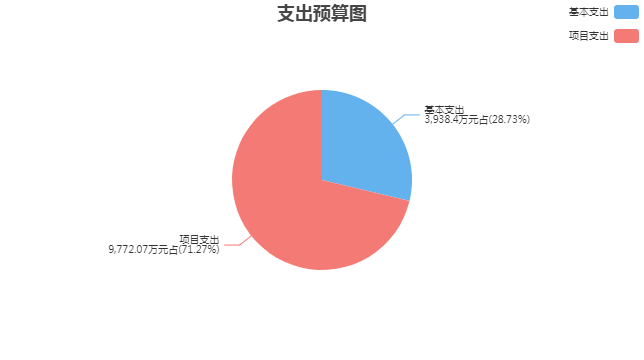 支出预算图
基本支出
项目支出
基本支出
3,938.4万元占(28.73%)
项目支出
9,772.07万元占(71.27%)